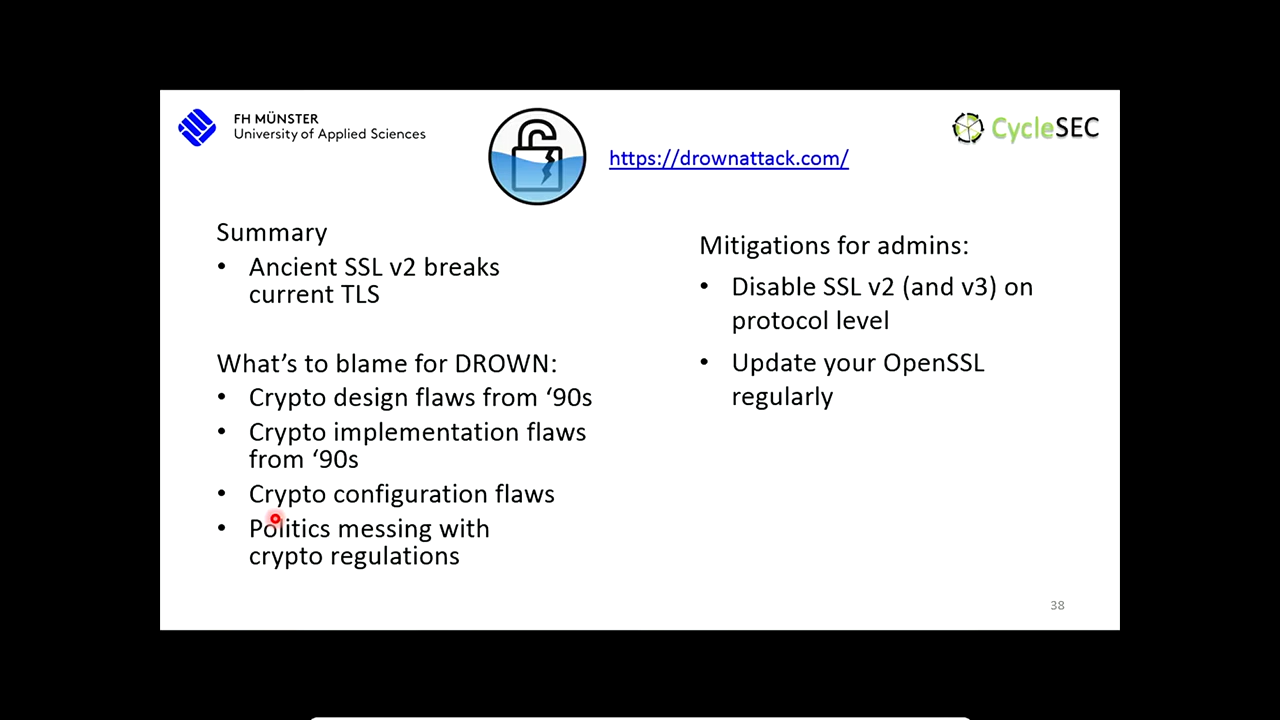 FH MÜNSTER
University of Applied Sciences
https://drownattack.com/
CycleSEC
Summary
• Ancient SSL v2 breaks
current TLS
What’s to blame for DROWN:
• Crypto design flaws from ‘90s
• Crypto implementation flaws
from ‘90s
• Crypto configuration flaws
• Politics messing with
crypto regulations
Mitigations for admins:
• Disable SSL v2 (and v3) on
protocol level
• Update your OpenSSL
regularly
38